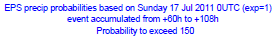 EPS precip probabilities based on Sunday 17 Jul 2011 0UTC (exp=1)
event accumulated from +60h to +108h
Probability to exceed 150